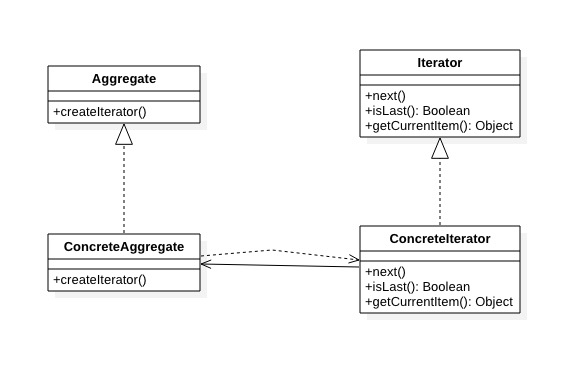 Aggregate
+createIterator()
Iterator
+next()
+isLast(): Boolean
+getCurrentItem(): Object
ConcreteAggregate
+createIterator()
ConcreteIterator
+next()
+isLast(): Boolean
+getCurrentItem(): Object